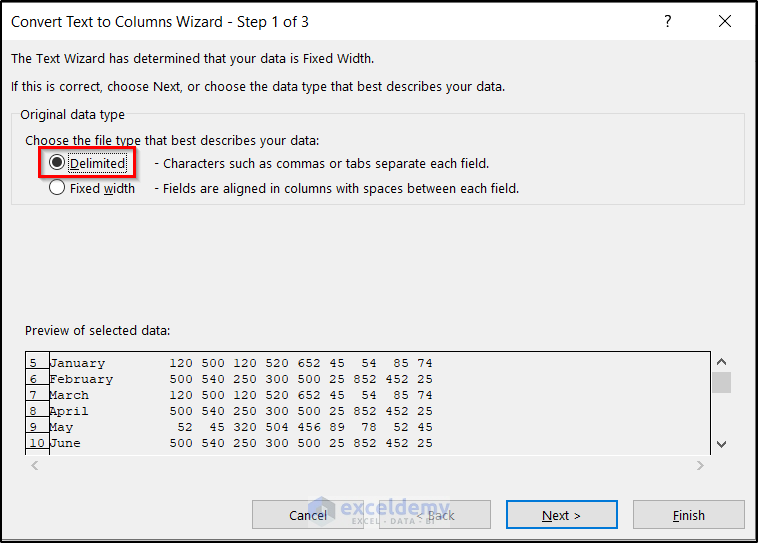 Convert Text to Columns Wizard - Step 1 of 3 ?
The Text Wizard has determined that your data is Fixed Width.
If this is correct, choose Next, or choose the data type that best describes your data.
Original data type
Choose the file type that best describes your data:
Delimited - Characters such as commas or tabs separate each field.
Fixed width - Fields are aligned in columns with spaces between each field.
Preview of selected data:
5 January 120 500 120 520 652 45 54 85 74
6 February 500 540 250 300 500 25 852 452 25
7 March 120 500 120 520 652 45 54 85 74
8 April 500 540 250 300 500 25 852 452 25
9 May 52 45 320 504 456 89 78 52 45
10 June 500 540 250 300 500 25 852 452 25
Cancel < Back Next > Finish
exceldemy
EXCEL - DATA - BI